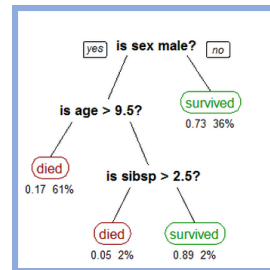 is sex male?
yes
no
is age > 9.5?
survived
0.73 36%
died
0.17 61%
is sibsp > 2.5?
died
survived
0.05 2%
0.89 2%